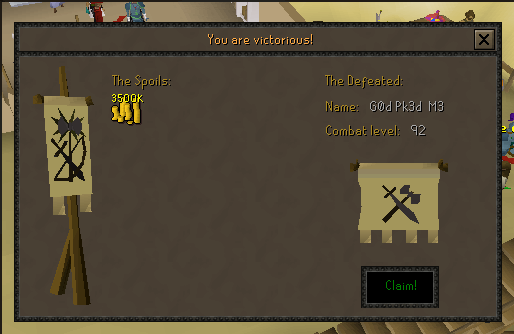 You are victorious!
The Spoils:
3500K
The Defeated:
Name: G0d Pk3d M3
Combat level: 92
Claim!